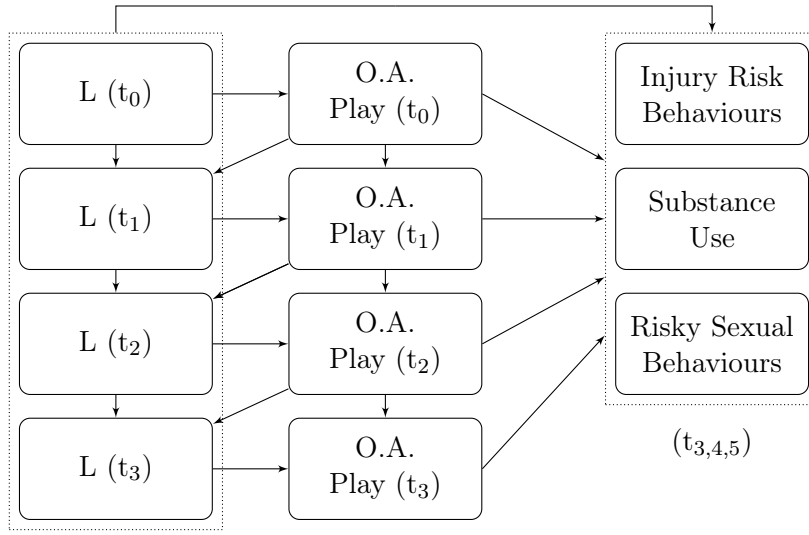 L (t₀)
O.A.
Play (t₀)
Injury Risk
Behaviours
L (t₁)
O.A.
Play (t₁)
Substance
Use
L (t₂)
O.A.
Play (t₂)
Risky Sexual
Behaviours
L (t₃)
O.A.
Play (t₃)
(t₃,₄,₅)